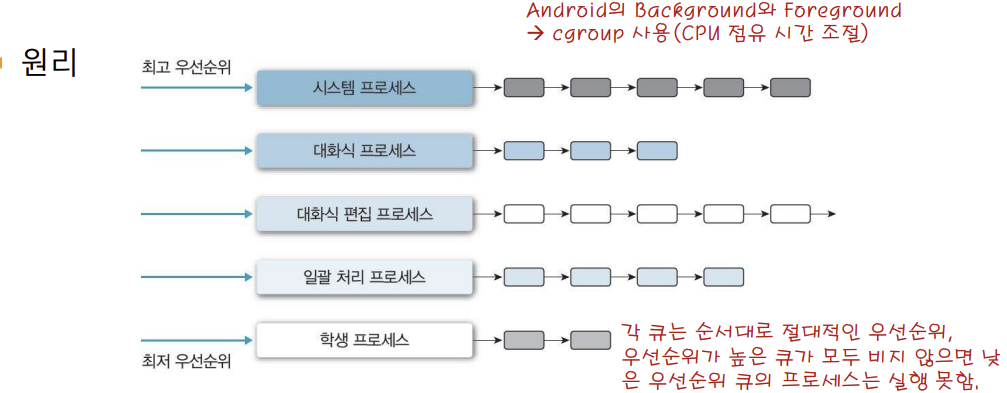 Android의 Background와 Foreground
→ cgroup 사용(CPU 점유 시간 조절)
원리
최고 우선순위
시스템 프로세스
대화식 프로세스
대화식 편집 프로세스
일괄 처리 프로세스
학생 프로세스
최저 우선순위
각 큐는 순서대로 절대적인 우선순위,
우선순위가 높은 큐가 모두 비지 않으면 낮
은 우선순위 큐의 프로세스는 실행 못함.